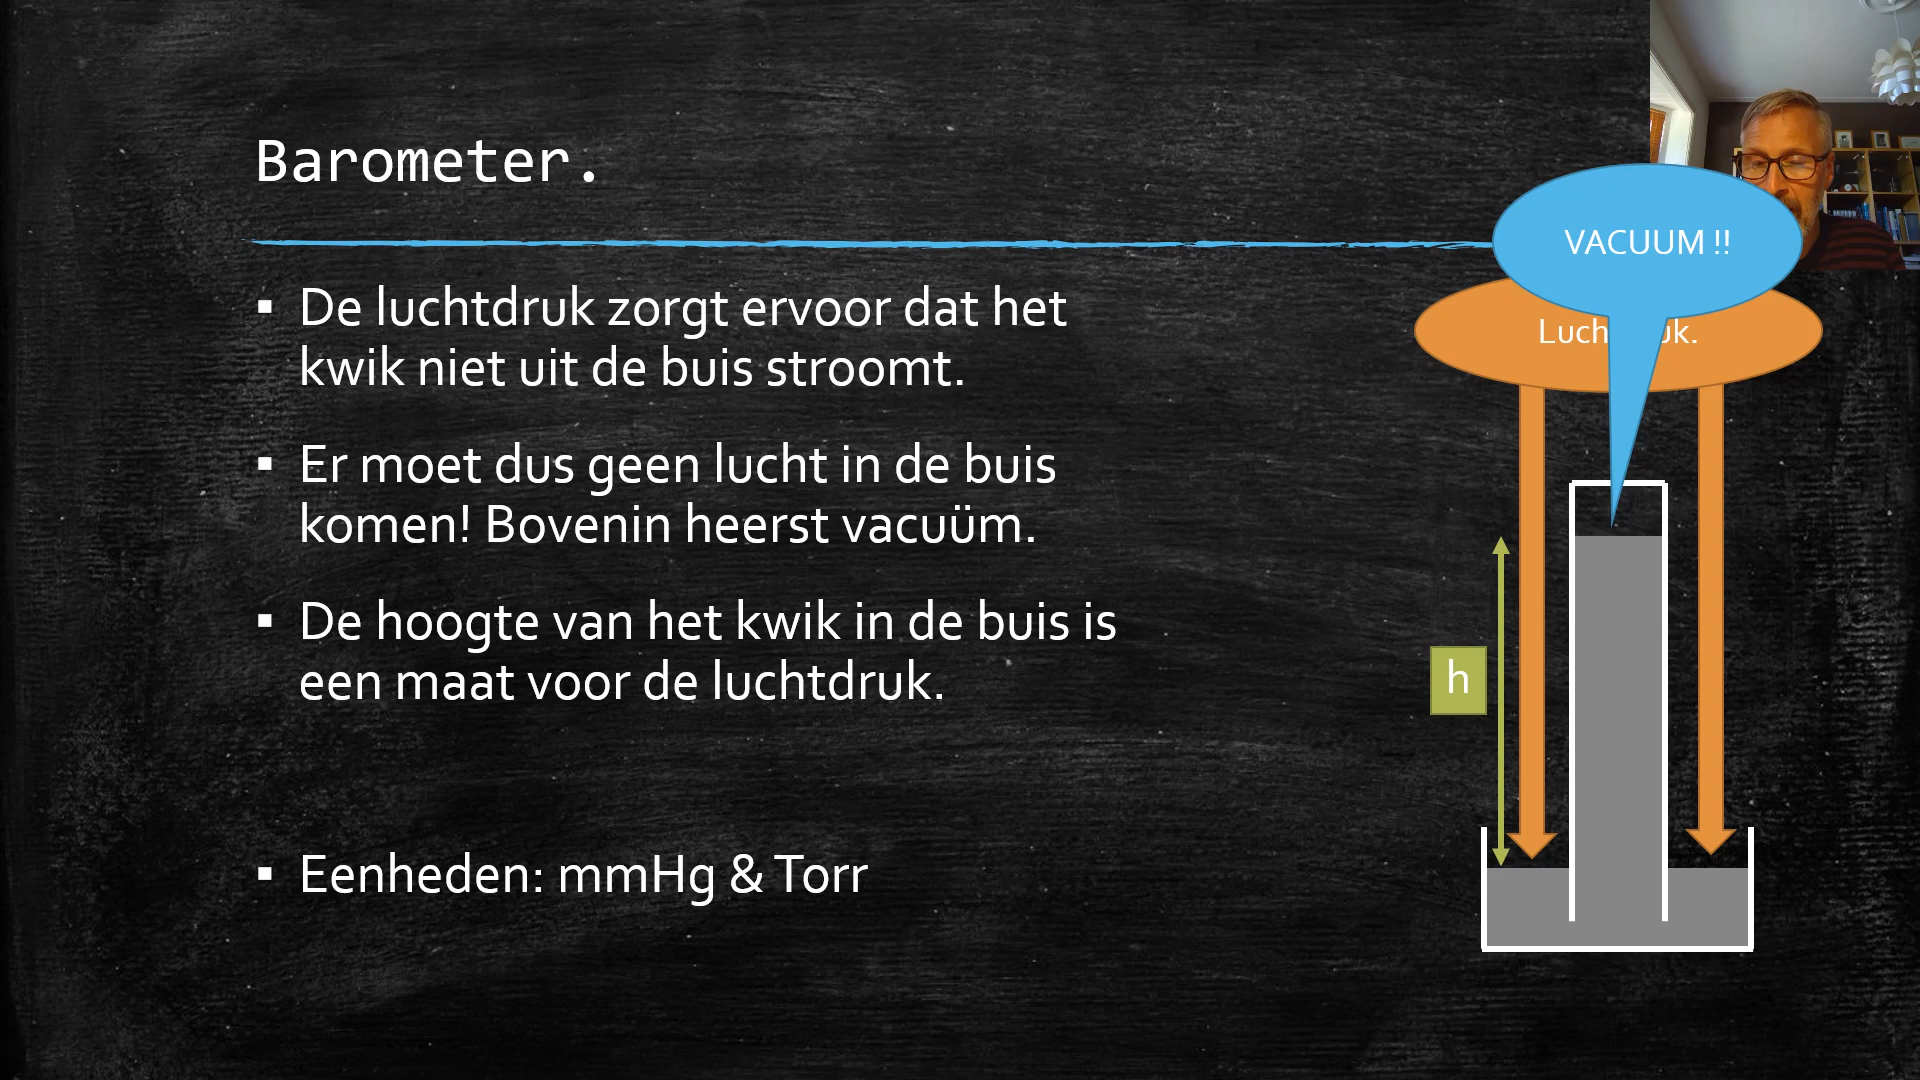 Barometer.
▪ De luchtdruk zorgt ervoor dat het
kwik niet uit de buis stroomt.
▪ Er moet dus geen lucht in de buis
komen! Bovenin heerst vacuüm.
▪ De hoogte van het kwik in de buis is
een maat voor de luchtdruk.
▪ Eenheden: mmHg & Torr
VACUUM !!
h